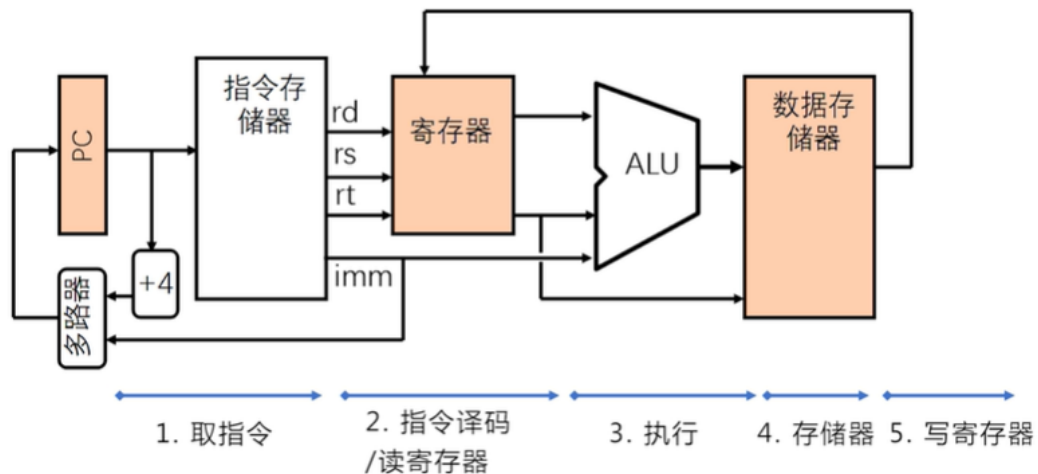 PC
指令存
储器
rd
rs
rt
imm
寄存器
ALU
数据存
储器
+4
多路器
1. 取指令
2. 指令译码
/读寄存器
3. 执行
4. 存储器
5. 写寄存器